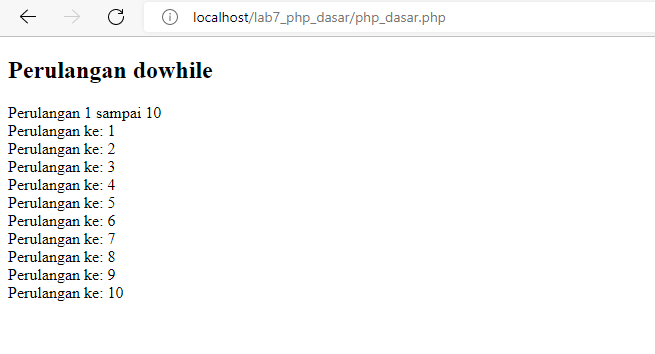 localhost/lab7_php_dasar/php_dasar.php
Perulangan dowhile
Perulangan 1 sampai 10
Perulangan ke: 1
Perulangan ke: 2
Perulangan ke: 3
Perulangan ke: 4
Perulangan ke: 5
Perulangan ke: 6
Perulangan ke: 7
Perulangan ke: 8
Perulangan ke: 9
Perulangan ke: 10